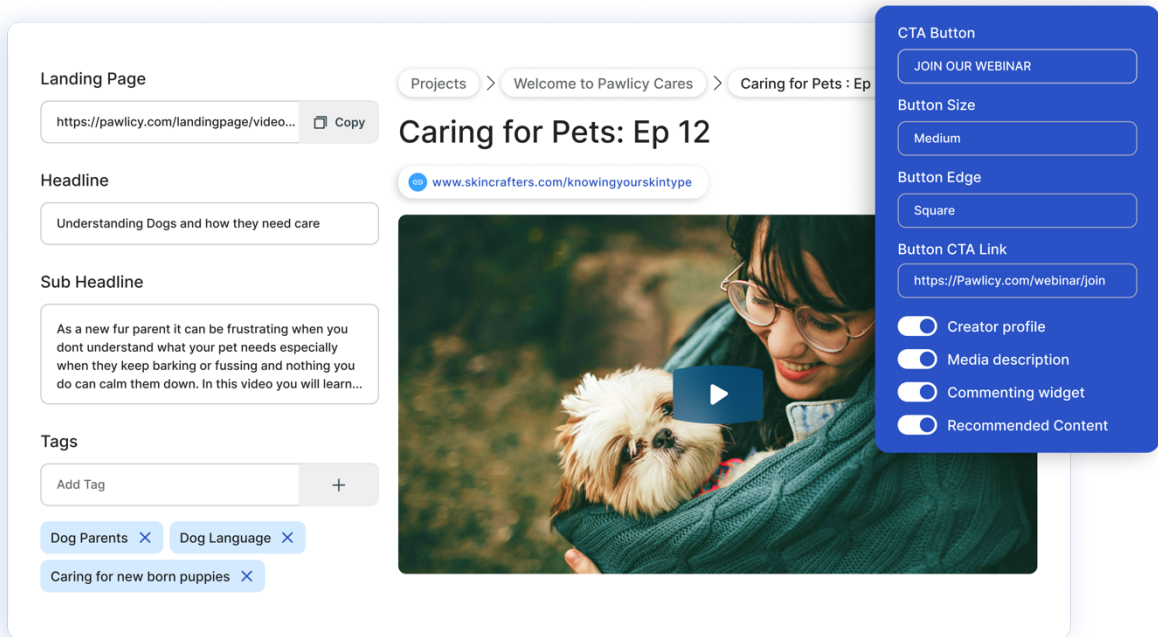 Landing Page
https://pawlicy.com/landingpage/video...
Copy
Headline
Understanding Dogs and how they need care
Sub Headline
As a new fur parent it can be frustrating when you
dont understand what your pet needs especially
when they keep barking or fussing and nothing you
do can calm them down. In this video you will learn...
Tags
Add Tag
Dog Parents
Dog Language
Caring for new born puppies
Projects > Welcome to Pawlicy Cares > Caring for Pets : Ep
Caring for Pets: Ep 12
www.skincrafters.com/knowingyourskintype
CTA Button
JOIN OUR WEBINAR
Button Size
Medium
Button Edge
Square
Button CTA Link
https://Pawlicy.com/webinar/join
Creator profile
Media description
Commenting widget
Recommended Content